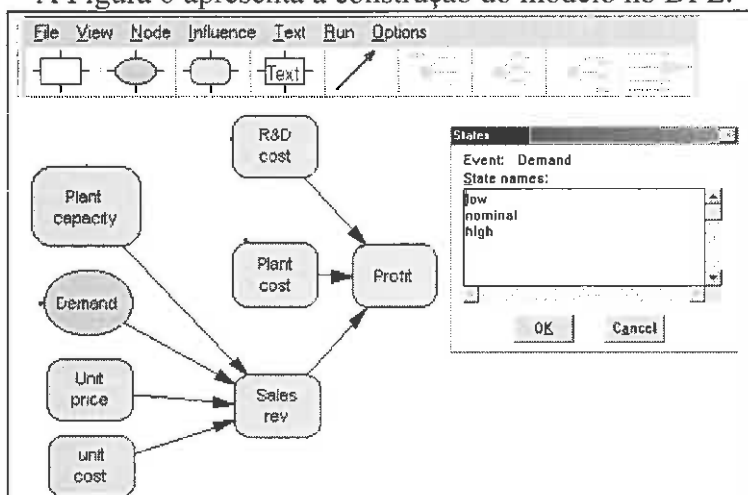 A Figura 6 apresenta a construção do modelo no DPL.
File View Node Influence Text Run Options
Text
R&D
cost
Plant
capacity
Plant
cost
Profit
Demand
Unit
price
Sales
rev
unit
cost
States
Event: Demand
State names:
low
nominal
high
OK
Cancel